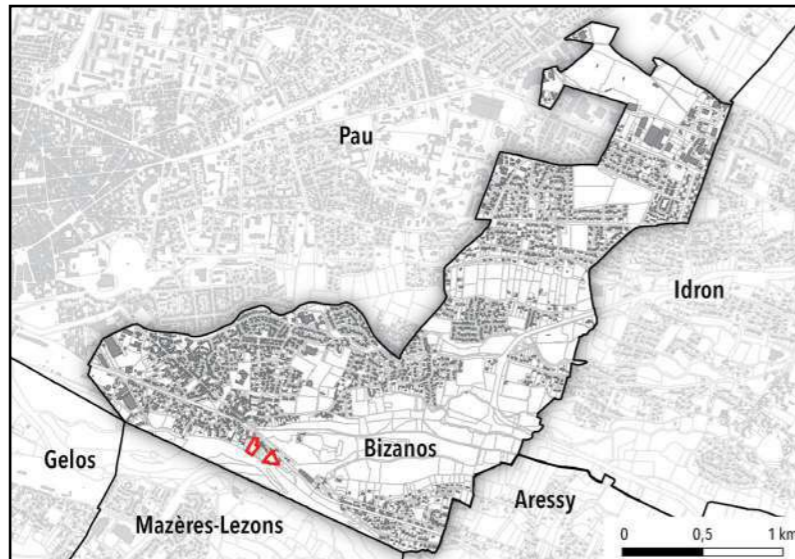 Pau
Idron
Bizanos
Gelos
Aressy
Mazères-Lezons
0 0,5 1 km